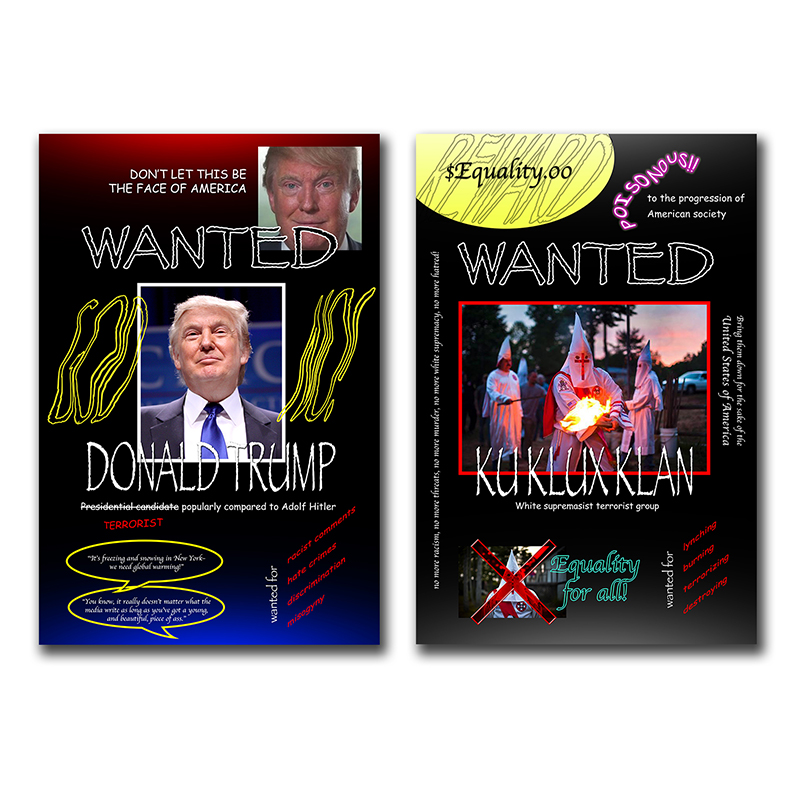 DON'T LET THIS BE
THE FACE OF AMERICA
WANTED
GOD NO!
DONALD TRUMP
Presidential candidate popularly compared to Adolf Hitler
TERRORIST
"It's freezing and snowing in New York-
we need global warming!"
"You know, it really doesn't matter what the
media write as long as you've got a young,
and beautiful, piece of ass."
wanted for
racist comments
hate crimes
discrimination
misogyny
REWARD
$Equality.00
POISONOUS!!
to the progression of
American society
WANTED
no more racism, no more threats, no more murder, no more white supremacy, no more hatred!
Bring them down for the sake of the
United States of America
KU KLUX KLAN
White supremasist terrorist group
Equality
for all!
wanted for
lynching
burning
terrorizing
destroying